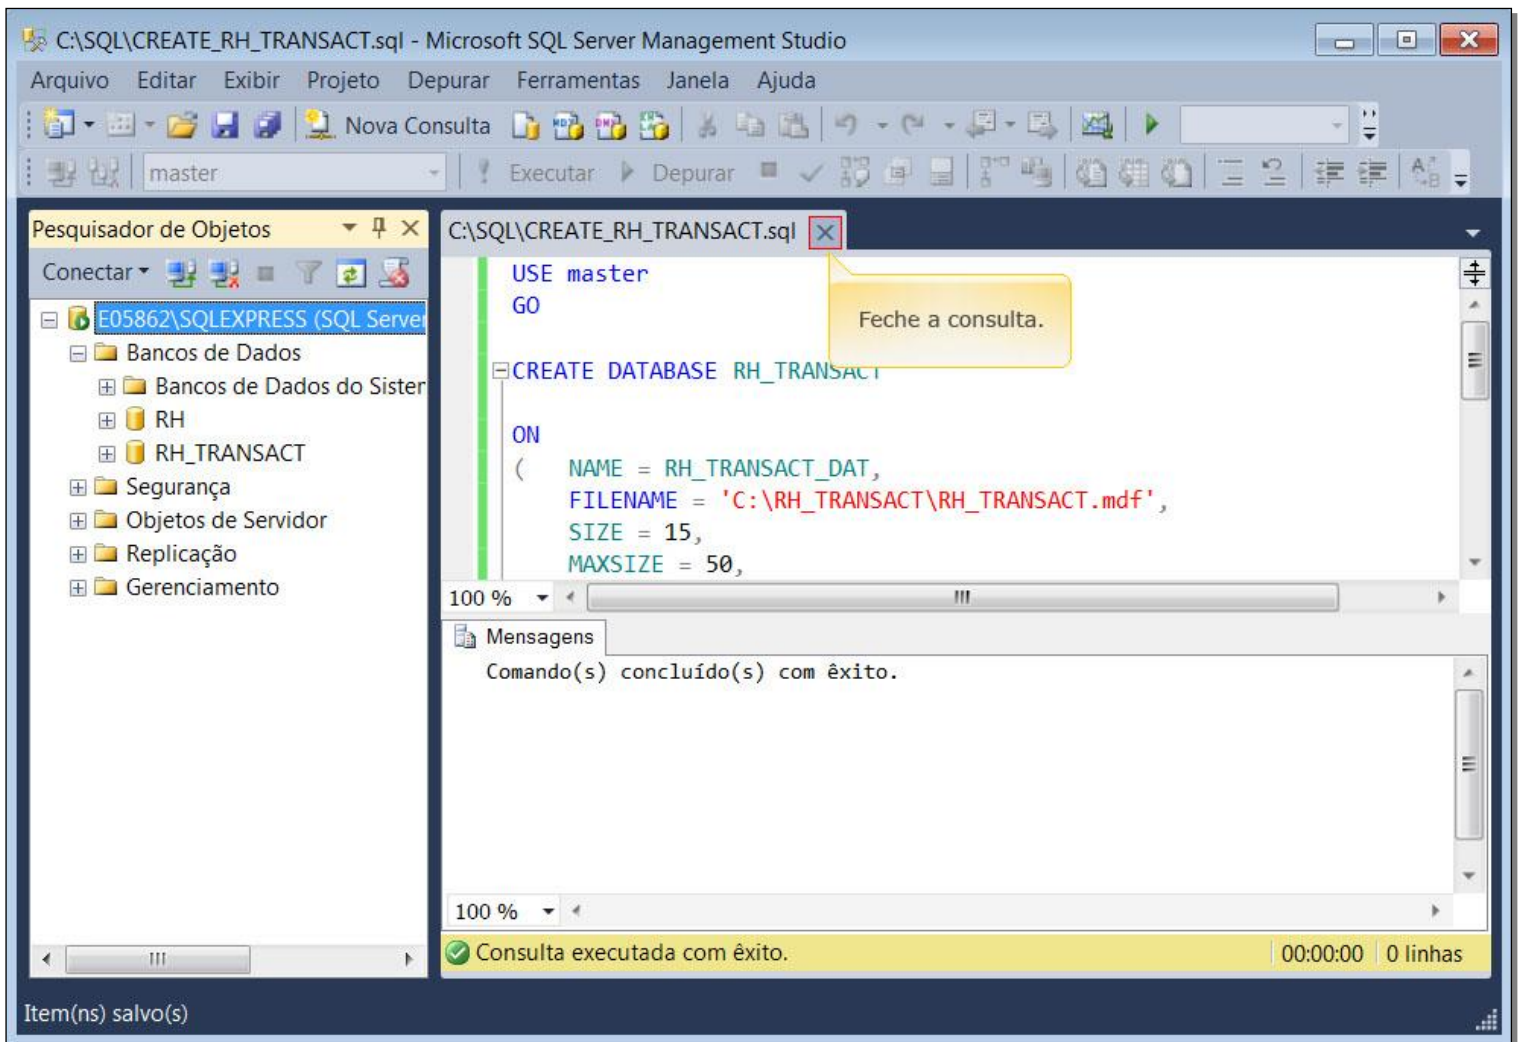 C:\SQL\CREATE_RH_TRANSACT.sql - Microsoft SQL Server Management Studio
Arquivo Editar Exibir Projeto Depurar Ferramentas Janela Ajuda
Nova Consulta
master Executar Depurar
Pesquisador de Objetos
Conectar
E05862\SQLEXPRESS (SQL Server
Bancos de Dados
Bancos de Dados do Sister
RH
RH_TRANSACT
Segurança
Objetos de Servidor
Replicação
Gerenciamento
C:\SQL\CREATE_RH_TRANSACT.sql
USE master
GO
Feche a consulta.
CREATE DATABASE RH_TRANSACT
ON
( NAME = RH_TRANSACT_DAT,
FILENAME = 'C:\RH_TRANSACT\RH_TRANSACT.mdf',
SIZE = 15,
MAXSIZE = 50,
100 %
Mensagens
Comando(s) concluído(s) com êxito.
100 %
Consulta executada com êxito. 00:00:00 0 linhas
Item(ns) salvo(s)